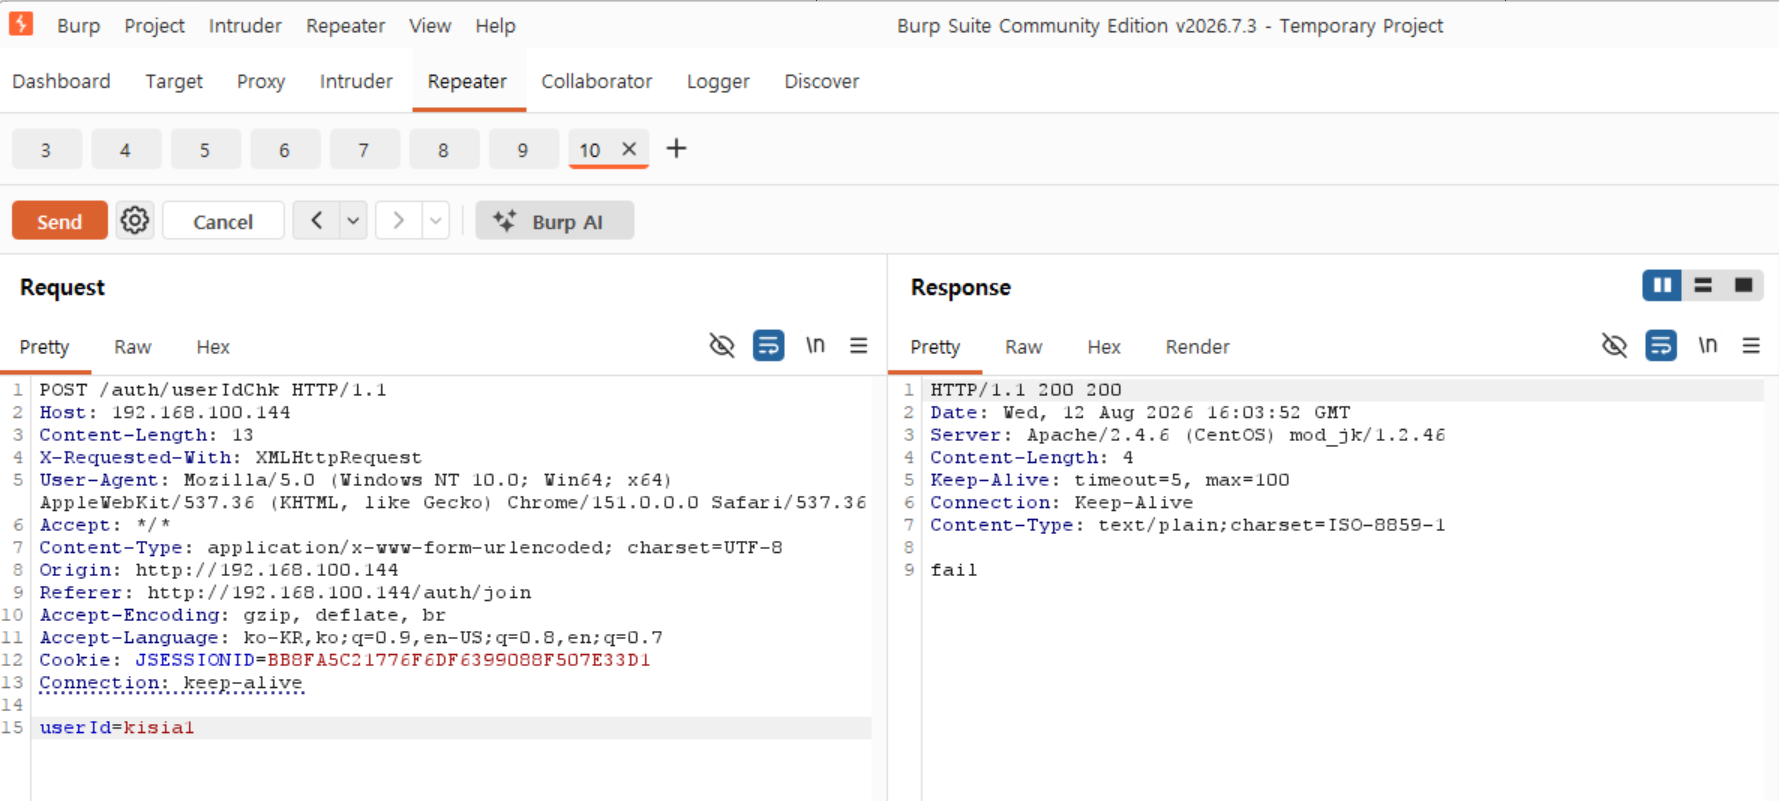 Burp Project Intruder Repeater View Help Burp Suite Community Edition v2026.7.3 - Temporary Project
Dashboard Target Proxy Intruder Repeater Collaborator Logger Discover
3 4 5 6 7 8 9 10 × +
Send Cancel < > Burp AI
Request
Pretty Raw Hex \n
1 POST /auth/userIdChk HTTP/1.1
2 Host: 192.168.100.144
3 Content-Length: 13
4 X-Requested-With: XMLHttpRequest
5 User-Agent: Mozilla/5.0 (Windows NT 10.0; Win64; x64)
AppleWebKit/537.36 (KHTML, like Gecko) Chrome/151.0.0.0 Safari/537.36
6 Accept: */*
7 Content-Type: application/x-www-form-urlencoded; charset=UTF-8
8 Origin: http://192.168.100.144
9 Referer: http://192.168.100.144/auth/join
10 Accept-Encoding: gzip, deflate, br
11 Accept-Language: ko-KR,ko;q=0.9,en-US;q=0.8,en;q=0.7
12 Cookie: JSESSIONID=BB8FA5C21776F6DF6399088F507E33D1
13 Connection: keep-alive
14
15 userId=kisia1
Response
Pretty Raw Hex Render \n
1 HTTP/1.1 200 200
2 Date: Wed, 12 Aug 2026 16:03:52 GMT
3 Server: Apache/2.4.6 (CentOS) mod_jk/1.2.46
4 Content-Length: 4
5 Keep-Alive: timeout=5, max=100
6 Connection: Keep-Alive
7 Content-Type: text/plain;charset=ISO-8859-1
8
9 fail